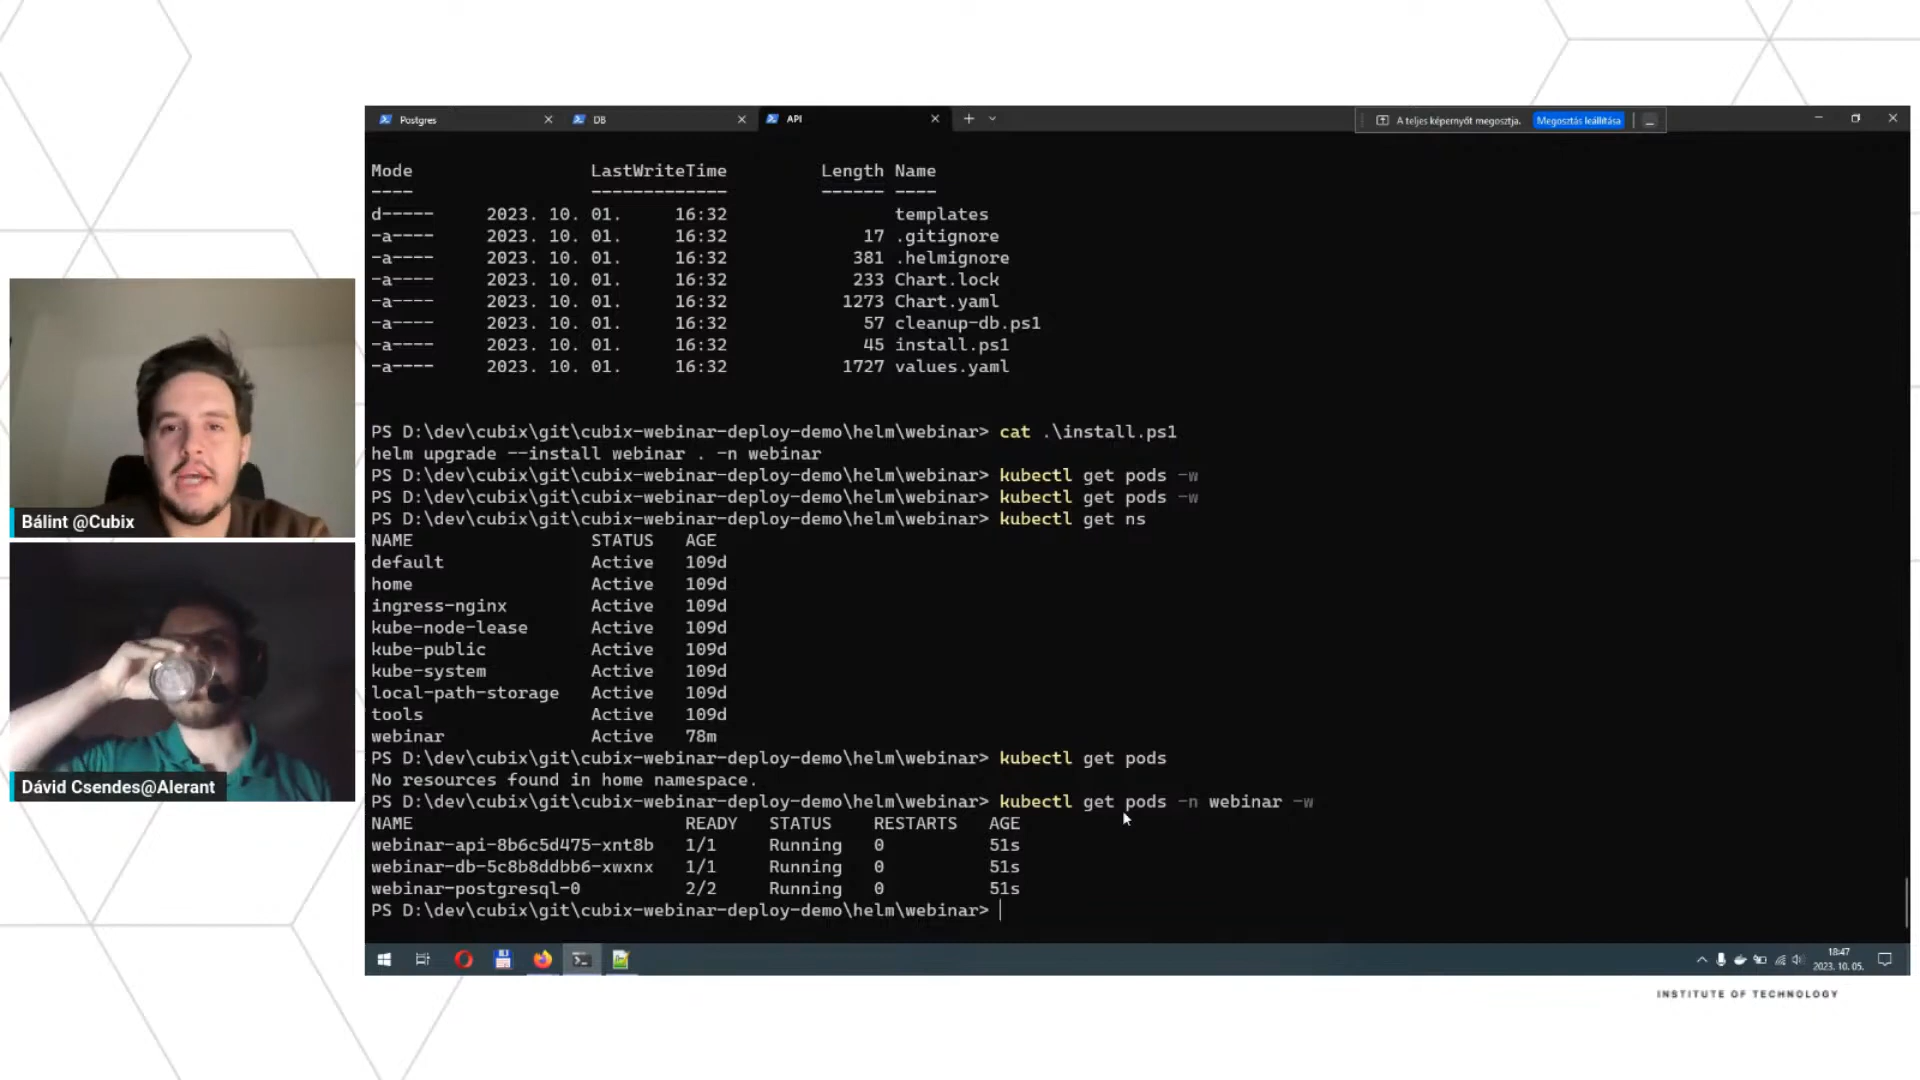 Postgres
DB
API
A teljes képernyőt megosztja.
Megosztás leállítása
Mode LastWriteTime Length Name
---- ------------- ------ ----
d----- 2023. 10. 01. 16:32 templates
-a---- 2023. 10. 01. 16:32 17 .gitignore
-a---- 2023. 10. 01. 16:32 381 .helmignore
-a---- 2023. 10. 01. 16:32 233 Chart.lock
-a---- 2023. 10. 01. 16:32 1273 Chart.yaml
-a---- 2023. 10. 01. 16:32 57 cleanup-db.ps1
-a---- 2023. 10. 01. 16:32 45 install.ps1
-a---- 2023. 10. 01. 16:32 1727 values.yaml
PS D:\dev\cubix\git\cubix-webinar-deploy-demo\helm\webinar> cat .\install.ps1
helm upgrade --install webinar . -n webinar
PS D:\dev\cubix\git\cubix-webinar-deploy-demo\helm\webinar> kubectl get pods -w
PS D:\dev\cubix\git\cubix-webinar-deploy-demo\helm\webinar> kubectl get pods -w
PS D:\dev\cubix\git\cubix-webinar-deploy-demo\helm\webinar> kubectl get ns
NAME STATUS AGE
default Active 109d
home Active 109d
ingress-nginx Active 109d
kube-node-lease Active 109d
kube-public Active 109d
kube-system Active 109d
local-path-storage Active 109d
tools Active 109d
webinar Active 78m
PS D:\dev\cubix\git\cubix-webinar-deploy-demo\helm\webinar> kubectl get pods
No resources found in home namespace.
PS D:\dev\cubix\git\cubix-webinar-deploy-demo\helm\webinar> kubectl get pods -n webinar -w
NAME READY STATUS RESTARTS AGE
webinar-api-8b6c5d475-xnt8b 1/1 Running 0 51s
webinar-db-5c8b8ddbb6-xwxnx 1/1 Running 0 51s
webinar-postgresql-0 2/2 Running 0 51s
PS D:\dev\cubix\git\cubix-webinar-deploy-demo\helm\webinar>
18:47
2023. 10. 05.
Bálint @Cubix
Dávid Csendes@Alerant
INSTITUTE OF TECHNOLOGY